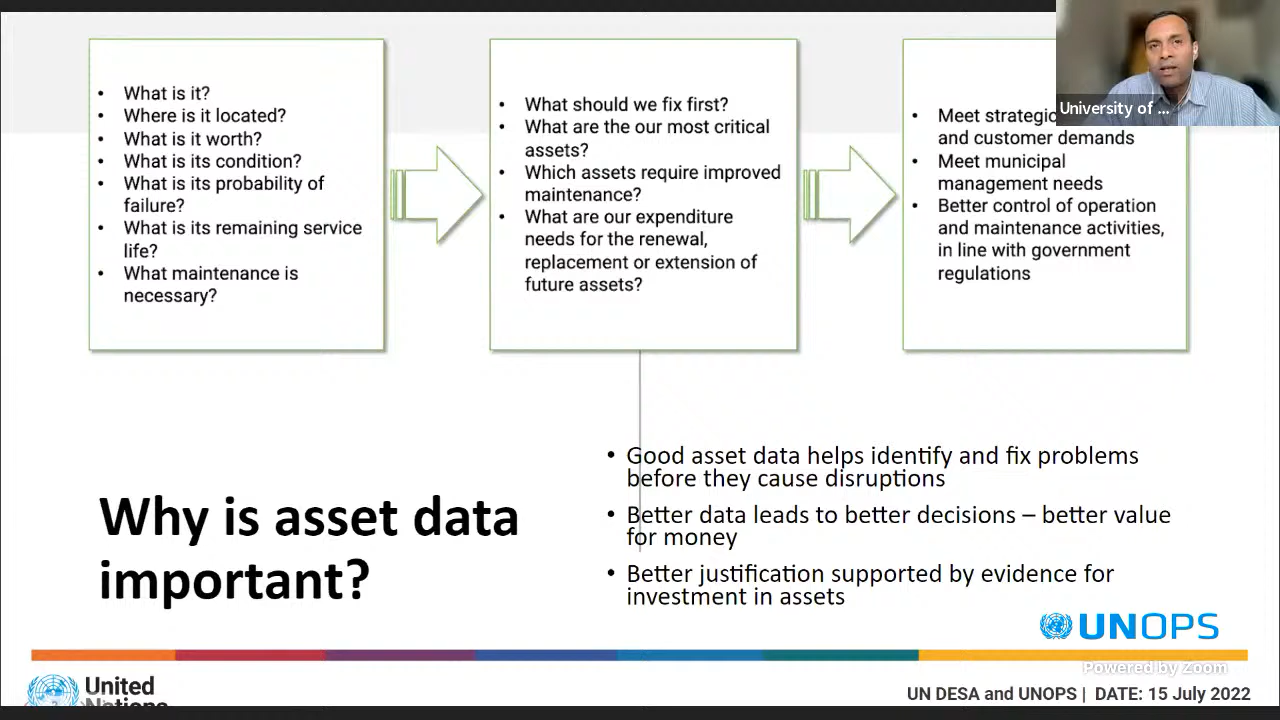 What is it?
Where is it located?
What is it worth?
What is its condition?
What is its probability of
failure?
What is its remaining service
life?
What maintenance is
necessary?
What should we fix first?
What are the our most critical
assets?
Which assets require improved
maintenance?
What are our expenditure
needs for the renewal,
replacement or extension of
future assets?
Meet strategic
and customer demands
Meet municipal
management needs
Better control of operation
and maintenance activities,
in line with government
regulations
University of ...
Why is asset data
important?
Good asset data helps identify and fix problems
before they cause disruptions
Better data leads to better decisions – better value
for money
Better justification supported by evidence for
investment in assets
UNOPS
Powered by Zoom
United
Nations
UN DESA and UNOPS | DATE: 15 July 2022